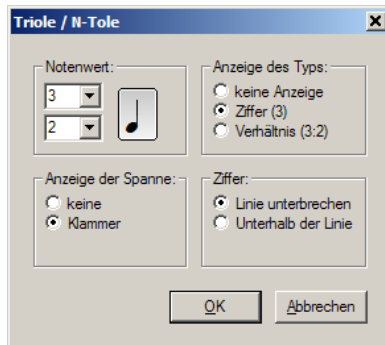 Triole / N-Tole
Notenwert:
3
2
Anzeige des Typs:
keine Anzeige
Ziffer (3)
Verhältnis (3:2)
Anzeige der Spanne:
keine
Klammer
Ziffer:
Linie unterbrechen
Unterhalb der Linie
OK
Abbrechen